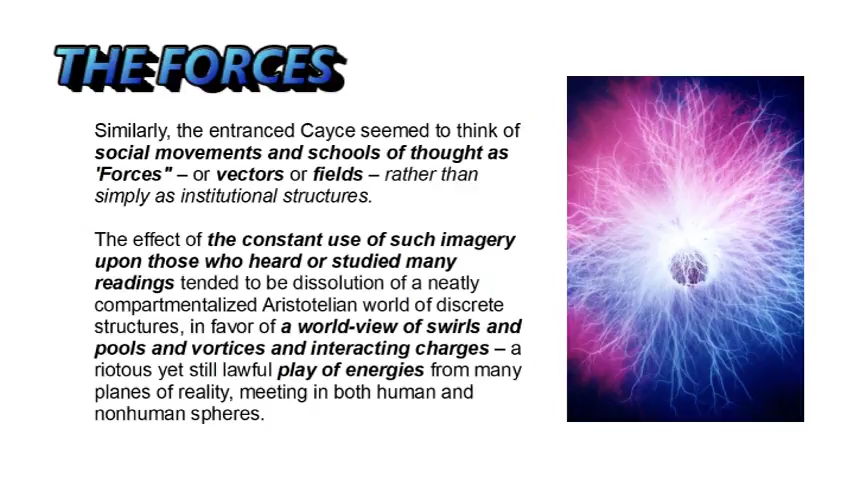 THE FORCES
Similarly, the entranced Cayce seemed to think of
social movements and schools of thought as
'Forces" – or vectors or fields – rather than
simply as institutional structures.
The effect of the constant use of such imagery
upon those who heard or studied many
readings tended to be dissolution of a neatly
compartmentalized Aristotelian world of discrete
structures, in favor of a world-view of swirls and
pools and vortices and interacting charges – a
riotous yet still lawful play of energies from many
planes of reality, meeting in both human and
nonhuman spheres.